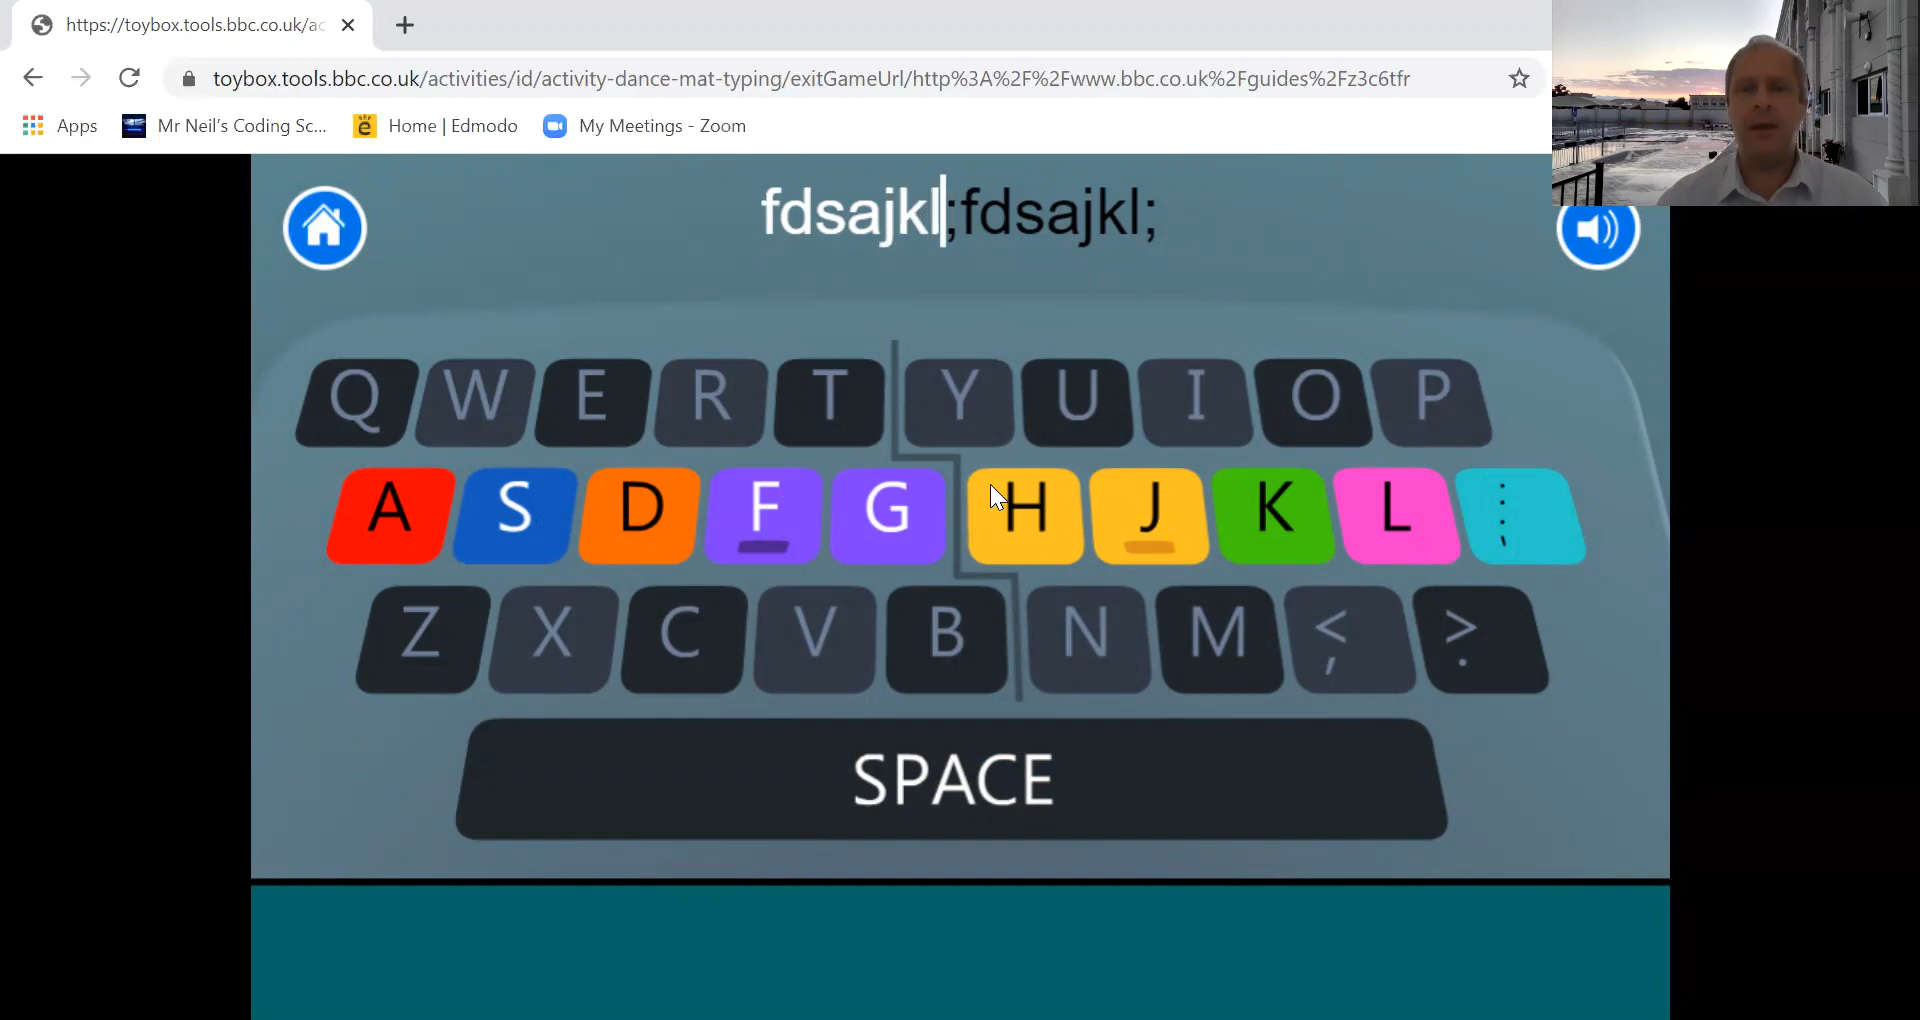 https://toybox.tools.bbc.co.uk/ac
toybox.tools.bbc.co.uk/activities/id/activity-dance-mat-typing/exitGameUrl/http%3A%2F%2Fwww.bbc.co.uk%2Fguides%2Fz3c6tfr
Apps Mr Neil's Coding Sc... Home | Edmodo My Meetings - Zoom
fdsajkl;fdsajkl;
Q W E R T Y U I O P
A S D F G H J K L : ;
Z X C V B N M < , > .
SPACE